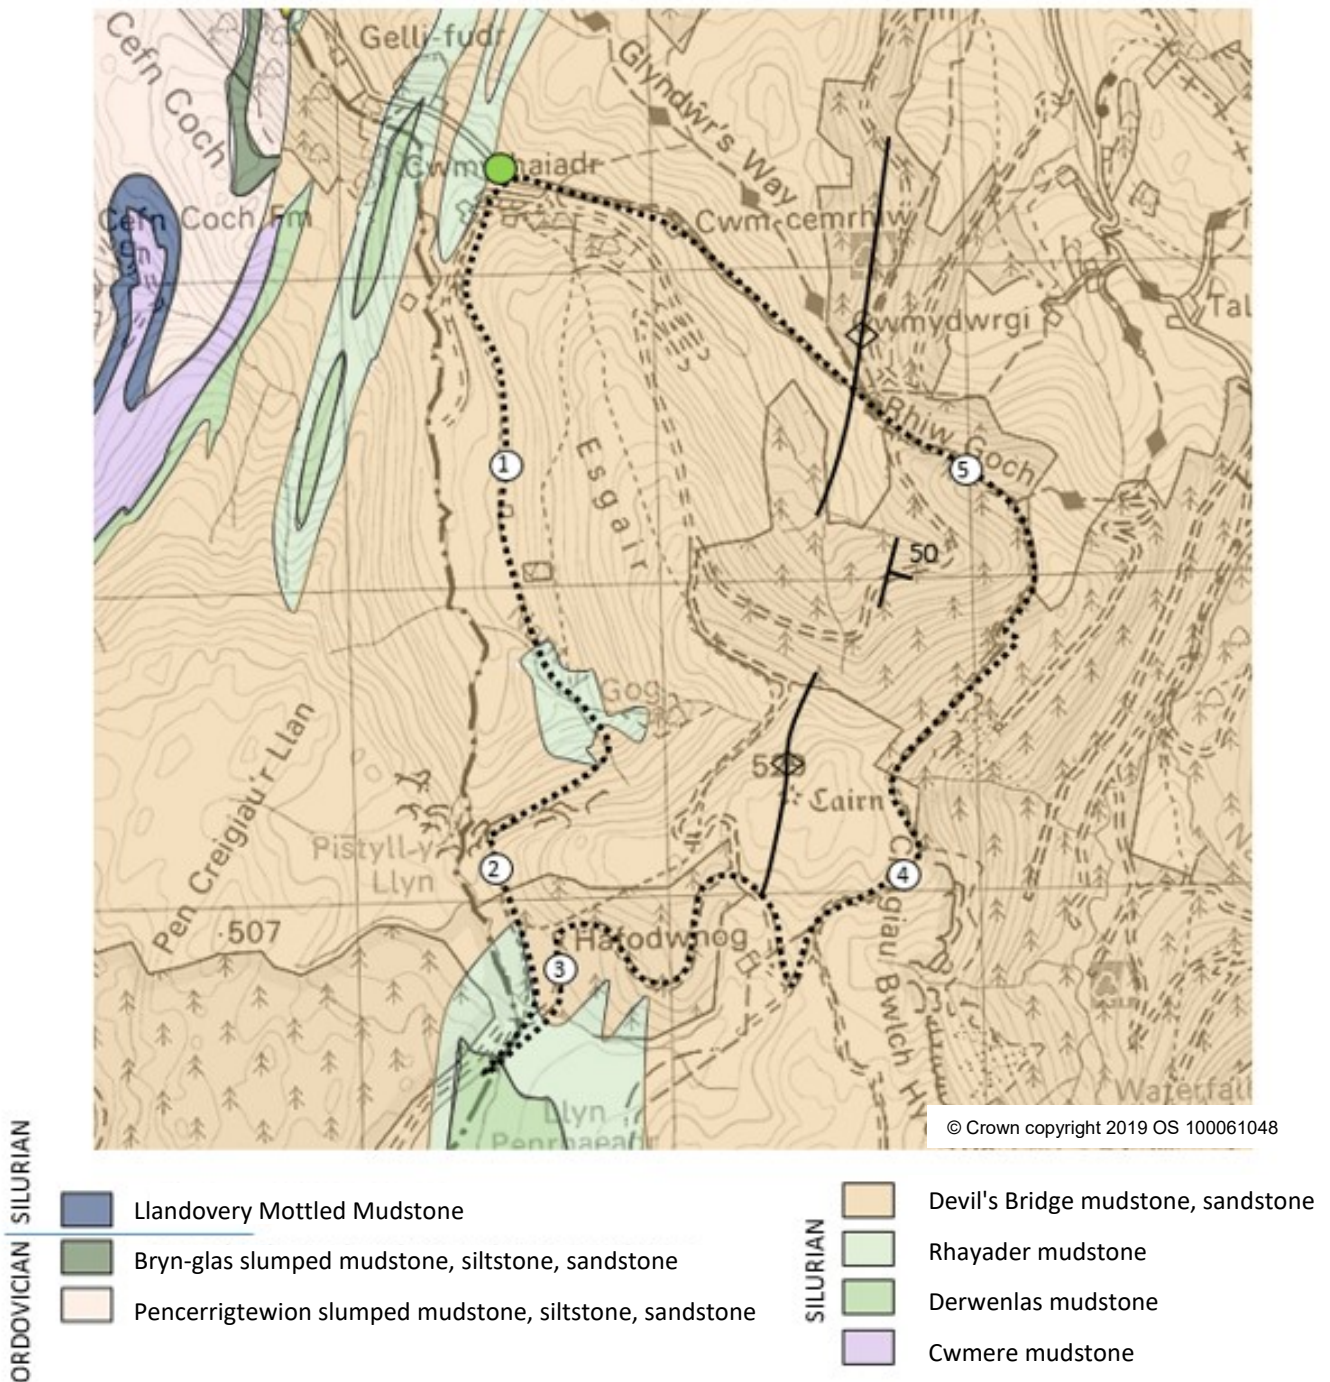 Gelli-fudr
Cefn Coch
Glyndŵr's Way
Cwm haiadr
Cefn Coch Fm
Cwm-cemrhiw
Cwmydwrgi
Tal
Rhiw Goch
1
5
Esgair
50
Gog
Pen Creigiau'r Llan
Cairn
Pistyll-y-
Llyn
2
4
·507
Hafodwnog
3
Bwlch Hy
Llyn
Waterfall
© Crown copyright 2019 OS 100061048
SILURIAN
Llandovery Mottled Mudstone
ORDOVICIAN
Bryn-glas slumped mudstone, siltstone, sandstone
Pencerrigtewion slumped mudstone, siltstone, sandstone
SILURIAN
Devil's Bridge mudstone, sandstone
Rhayader mudstone
Derwenlas mudstone
Cwmere mudstone